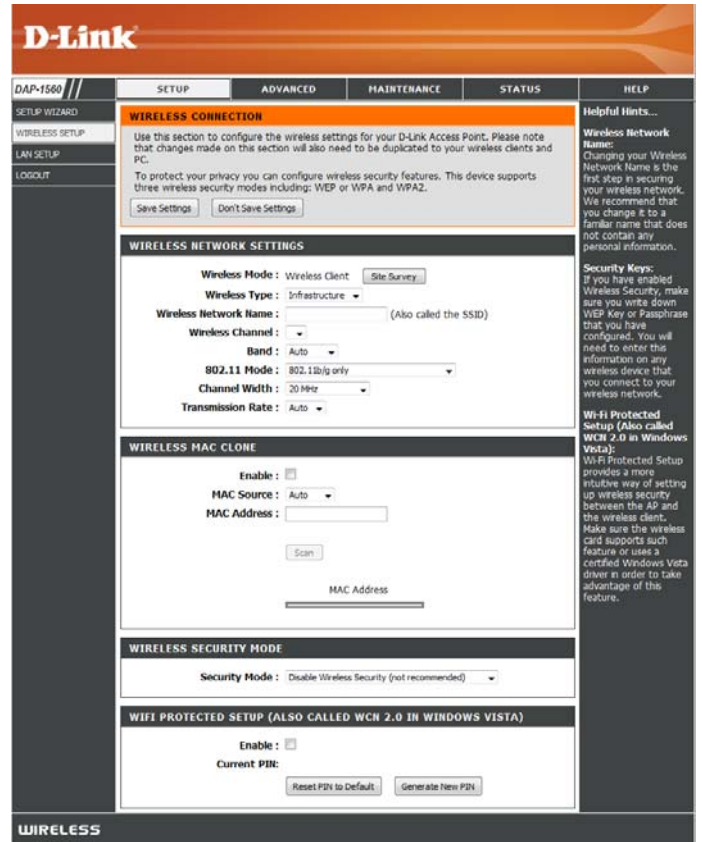 D-Link
DAP-1560
SETUP
ADVANCED
MAINTENANCE
STATUS
HELP
SETUP WIZARD
WIRELESS SETUP
LAN SETUP
LOGOUT
WIRELESS CONNECTION
Use this section to configure the wireless settings for your D-Link Access Point. Please note
that changes made on this section will also need to be duplicated to your wireless clients and
PC.
To protect your privacy you can configure wireless security features. This device supports
three wireless security modes including: WEP or WPA and WPA2.
Save Settings Don't Save Settings
WIRELESS NETWORK SETTINGS
Wireless Mode : Wireless Client Site Survey
Wireless Type : Infrastructure
Wireless Network Name : (Also called the SSID)
Wireless Channel :
Band : Auto
802.11 Mode : 802.11b/g only
Channel Width : 20 MHz
Transmission Rate : Auto
WIRELESS MAC CLONE
Enable :
MAC Source : Auto
MAC Address :
Scan
MAC Address
WIRELESS SECURITY MODE
Security Mode : Disable Wireless Security (not recommended)
WIFI PROTECTED SETUP (ALSO CALLED WCN 2.0 IN WINDOWS VISTA)
Enable :
Current PIN:
Reset PIN to Default Generate New PIN
Helpful Hints...
Wireless Network
Name:
Changing your Wireless
Network Name is the
first step in securing
your wireless network.
We recommend that
you change it to a
familiar name that does
not contain any
personal information.
Security Keys:
If you have enabled
Wireless Security, make
sure you write down
WEP Key or Passphrase
that you have
configured. You will
need to enter this
information on any
wireless device that
you connect to your
wireless network.
Wi-Fi Protected
Setup (Also called
WCN 2.0 in Windows
Vista):
Wi-Fi Protected Setup
provides a more
intuitive way of setting
up wireless security
between the AP and
the wireless client.
Make sure the wireless
card supports such
feature or uses a
certified Windows Vista
driver in order to take
advantage of this
feature.
WIRELESS